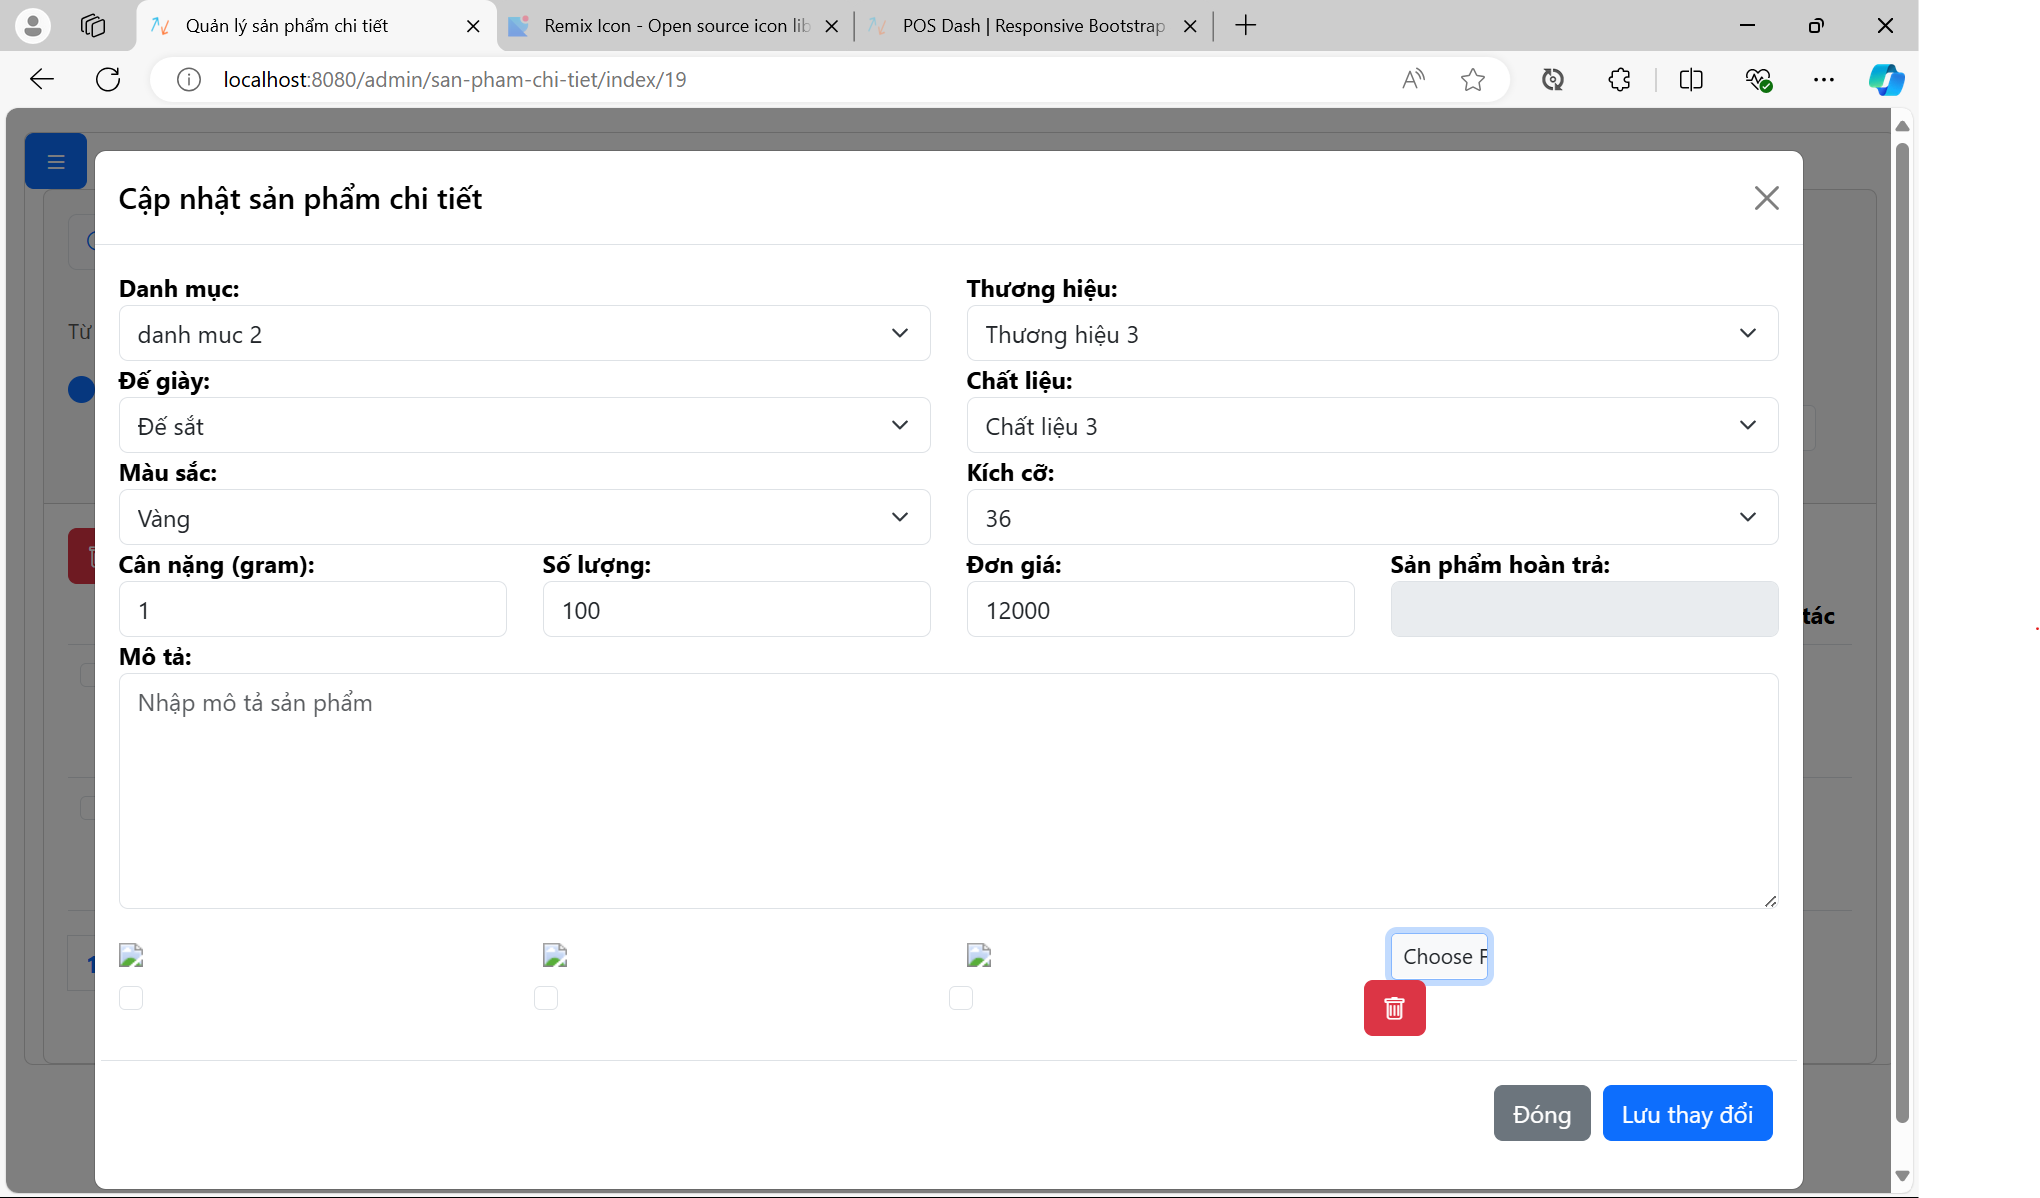 Quản lý sản phẩm chi tiết
Remix Icon - Open source icon lib
POS Dash | Responsive Bootstrap
localhost:8080/admin/san-pham-chi-tiet/index/19
Cập nhật sản phẩm chi tiết
Danh mục:
Thương hiệu:
danh muc 2
Thương hiệu 3
Từ
Đế giày:
Chất liệu:
Đế sắt
Chất liệu 3
Màu sắc:
Kích cỡ:
Vàng
36
Cân nặng (gram):
Số lượng:
Đơn giá:
Sản phẩm hoàn trả:
1
100
12000
tác
Mô tả:
Nhập mô tả sản phẩm
Choose F
1
Đóng
Lưu thay đổi